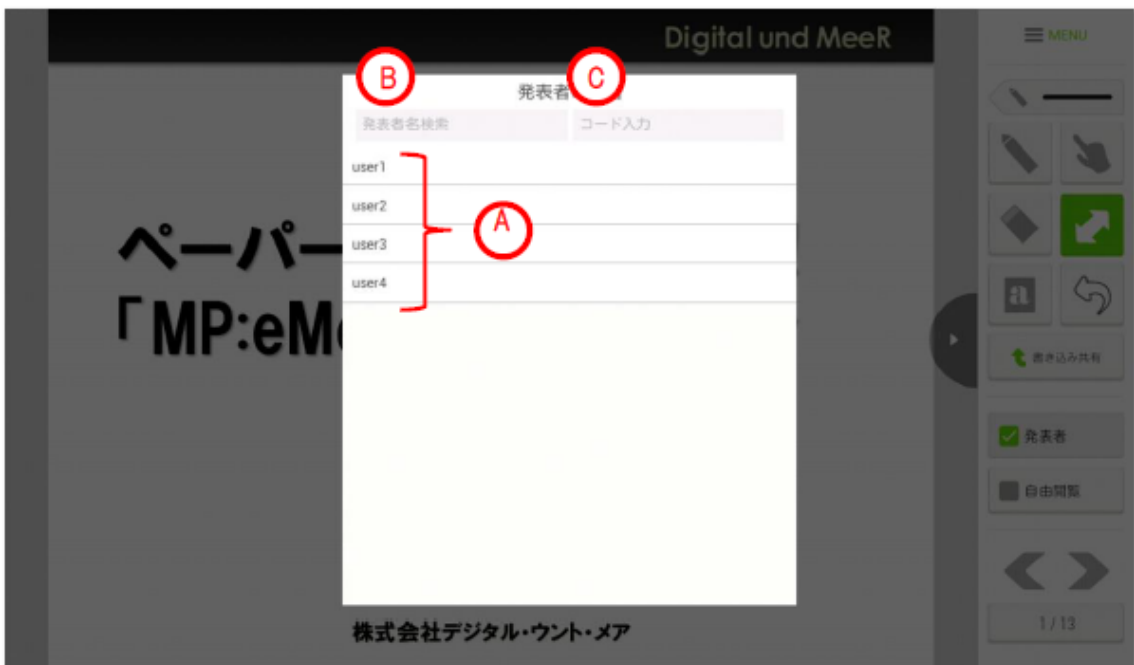 Digital und MeeR
MENU
B
C
発表者
発表者名検索
コード入力
user1
user2
A
user3
user4
ペーパー
「MP:eM
a
書き込み共有
発表者
自由閲覧
1 / 13
株式会社デジタル・ウント・メア